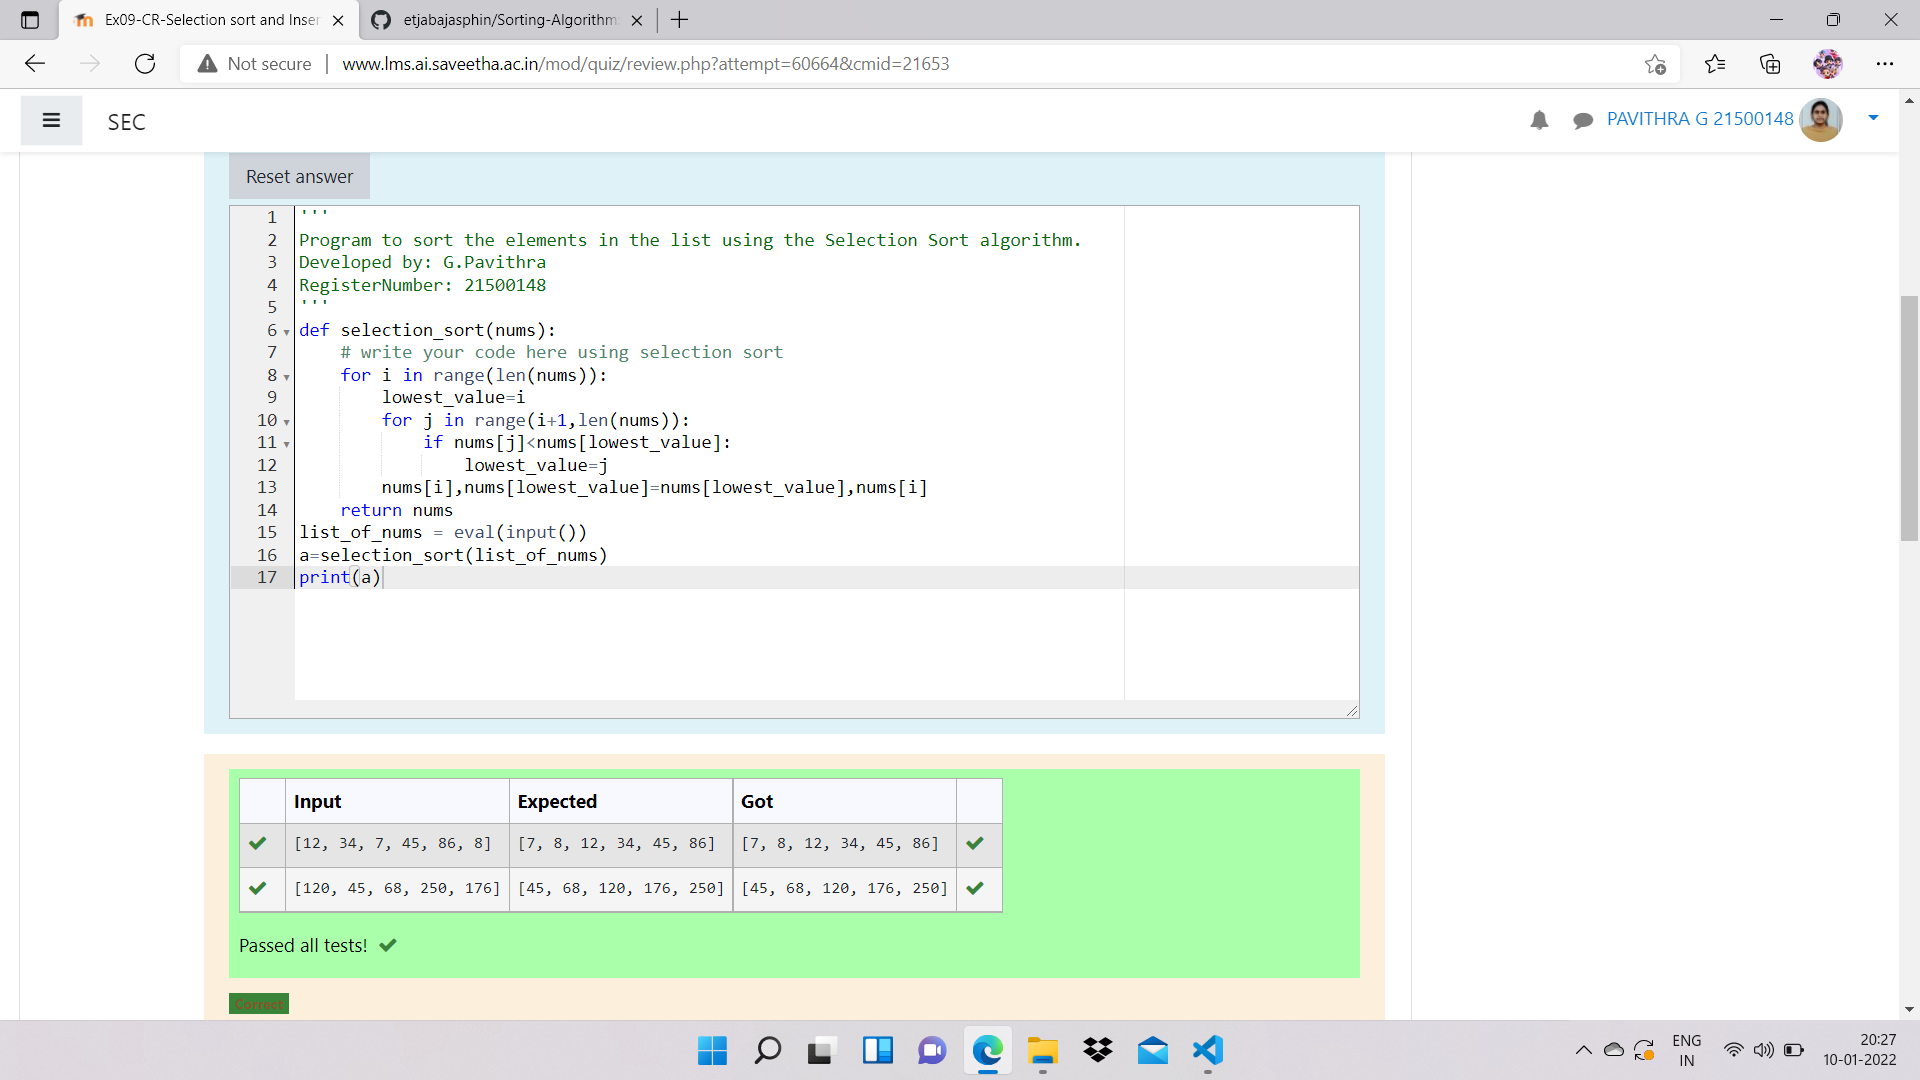 Ex09-CR-Selection sort and Inser
etjabajasphin/Sorting-Algorithm
Not secure
www.lms.ai.saveetha.ac.in/mod/quiz/review.php?attempt=60664&cmid=21653
SEC
PAVITHRA G 21500148
Reset answer
1 '''
2 Program to sort the elements in the list using the Selection Sort algorithm.
3 Developed by: G.Pavithra
4 RegisterNumber: 21500148
5 '''
6 def selection_sort(nums):
7     # write your code here using selection sort
8     for i in range(len(nums)):
9         lowest_value=i
10         for j in range(i+1,len(nums)):
11             if nums[j]<nums[lowest_value]:
12                 lowest_value=j
13         nums[i],nums[lowest_value]=nums[lowest_value],nums[i]
14     return nums
15 list_of_nums = eval(input())
16 a=selection_sort(list_of_nums)
17 print(a)
Input Expected Got
[12, 34, 7, 45, 86, 8] [7, 8, 12, 34, 45, 86] [7, 8, 12, 34, 45, 86]
[120, 45, 68, 250, 176] [45, 68, 120, 176, 250] [45, 68, 120, 176, 250]
Passed all tests!
Correct
ENG
IN
20:27
10-01-2022